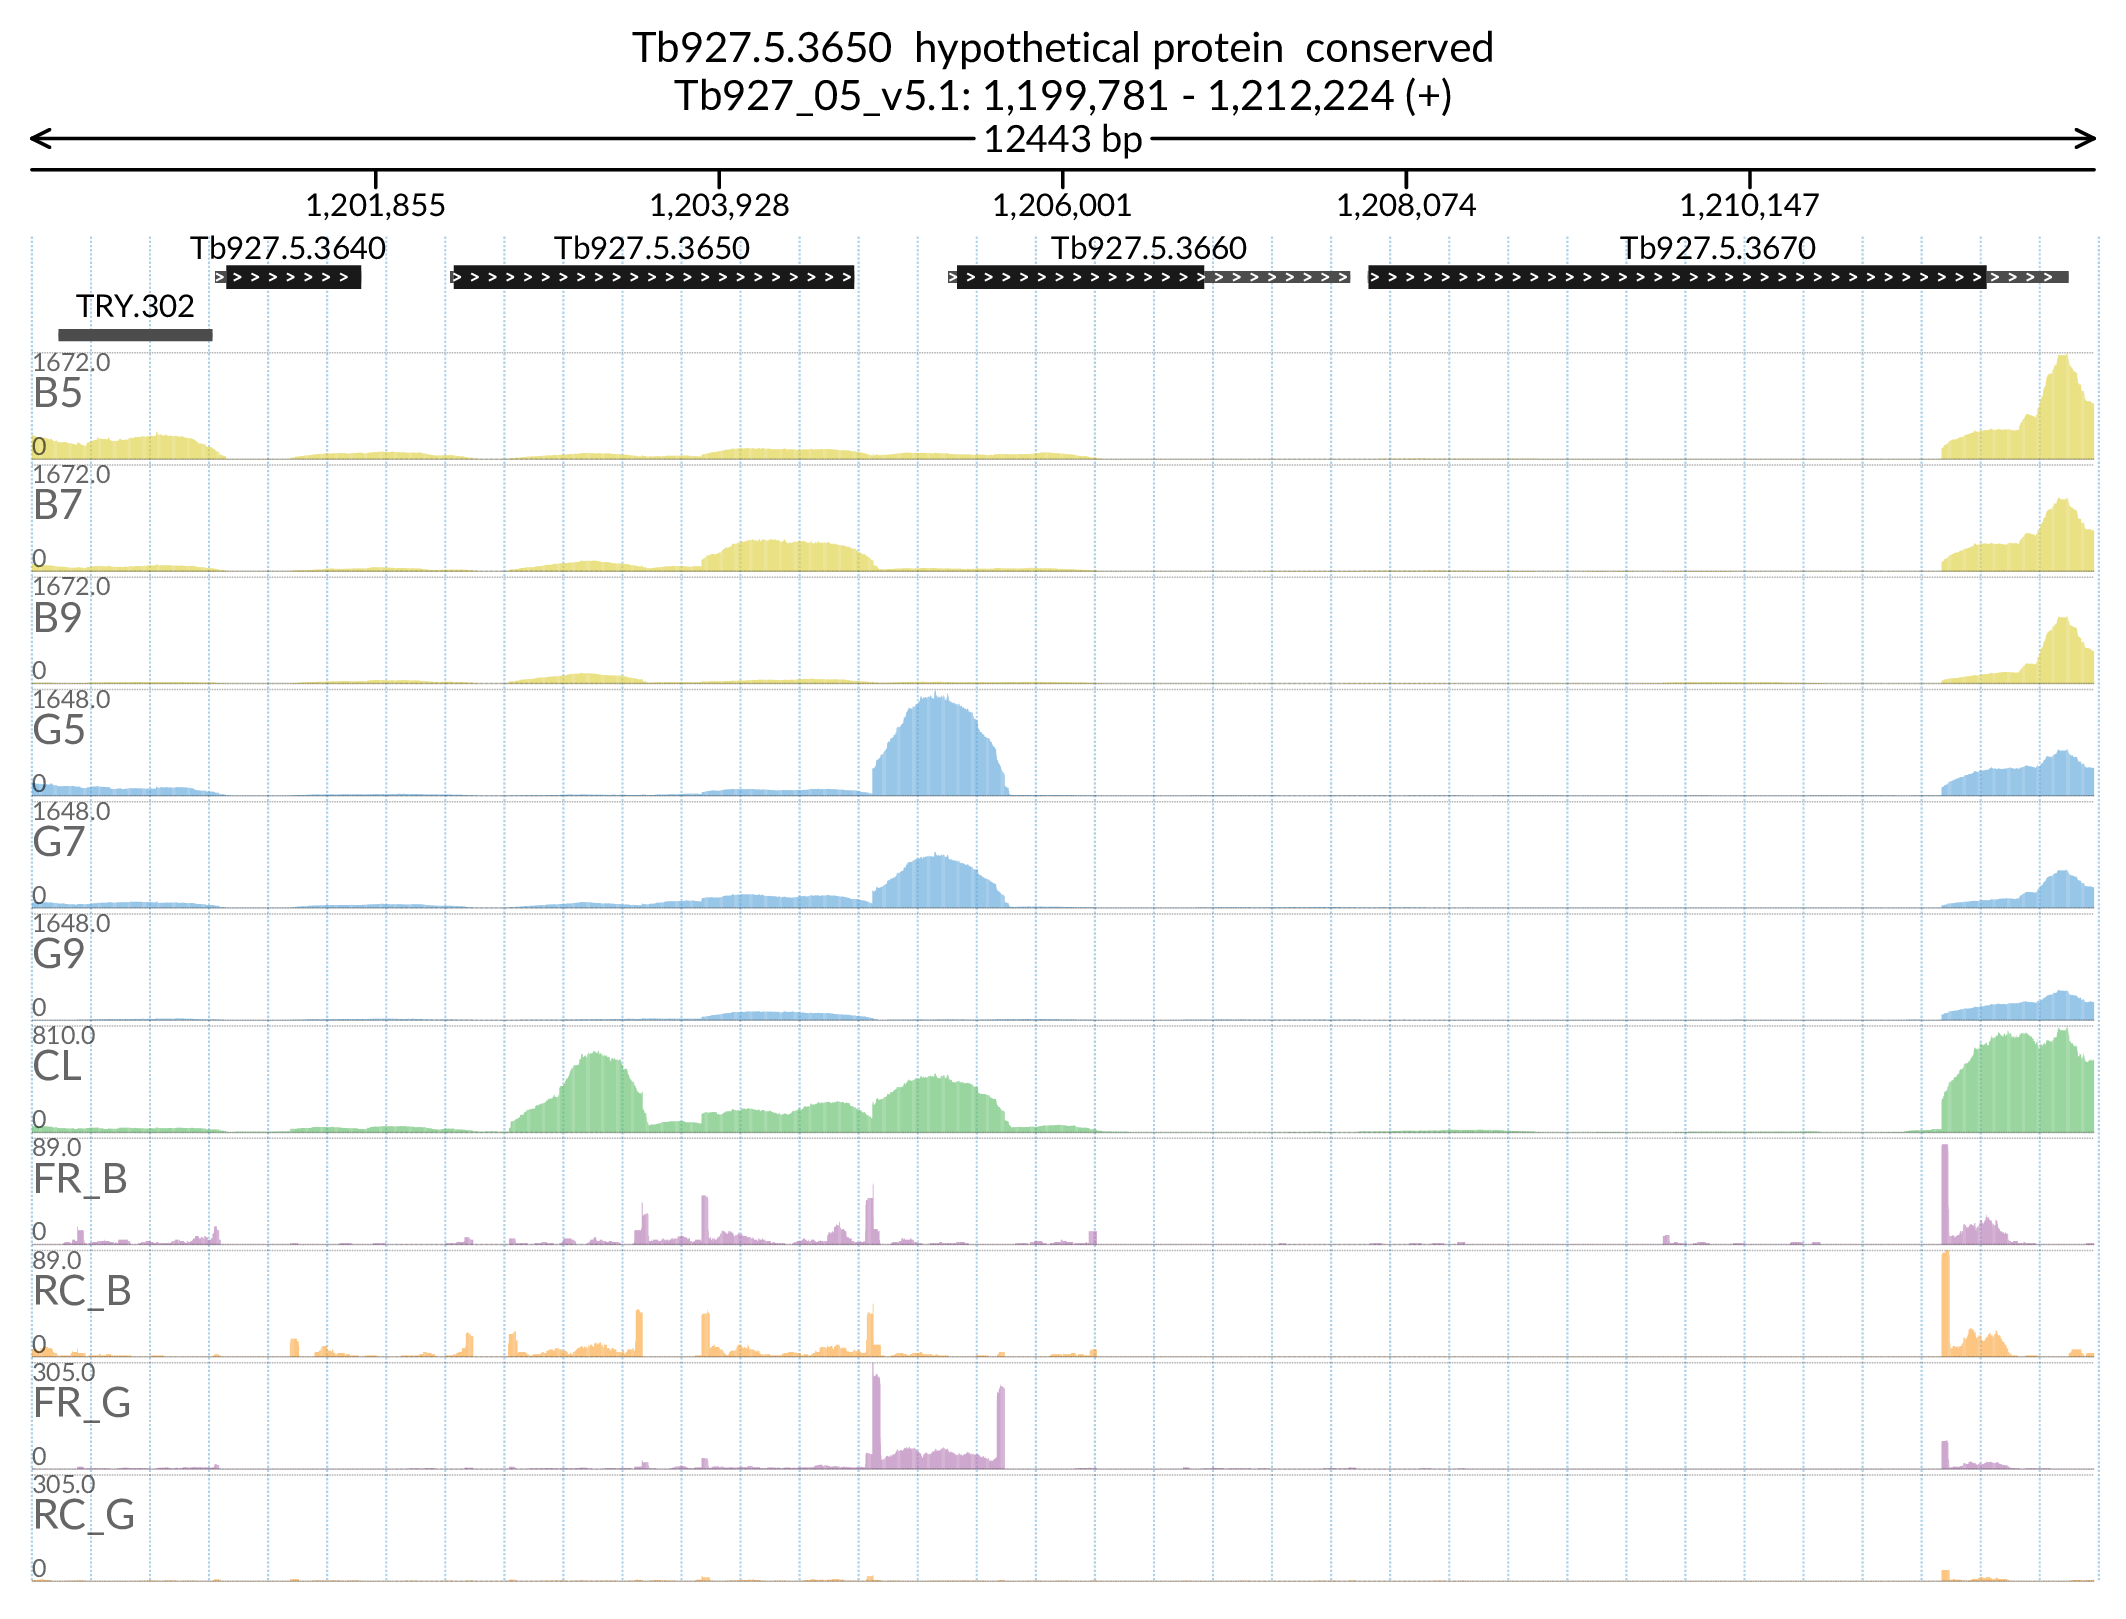 Tb927.5.3650 hypothetical protein conserved
Tb927_05_v5.1: 1,199,781 - 1,212,224 (+)
12443 bp
1,201,855 1,203,928 1,206,001 1,208,074 1,210,147
Tb927.5.3640 Tb927.5.3650 Tb927.5.3660 Tb927.5.3670
TRY.302
1672.0
B5
0
1672.0
B7
0
1672.0
B9
0
1648.0
G5
0
1648.0
G7
0
1648.0
G9
0
810.0
CL
0
89.0
FR_B
0
89.0
RC_B
0
305.0
FR_G
0
305.0
RC_G
0